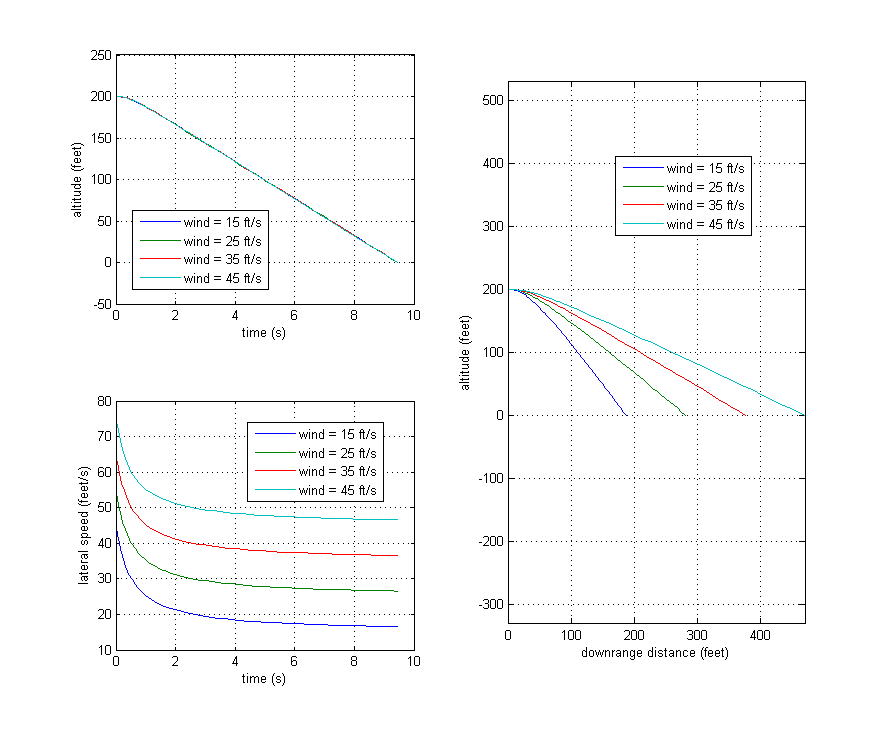 250
200
150
100
50
0
-50
altitude (feet)
wind = 15 ft/s
wind = 25 ft/s
wind = 35 ft/s
wind = 45 ft/s
0 2 4 6 8 10
time (s)
80
70
60
50
40
30
20
10
lateral speed (feet/s)
wind = 15 ft/s
wind = 25 ft/s
wind = 35 ft/s
wind = 45 ft/s
0 2 4 6 8 10
time (s)
500
400
300
200
100
0
-100
-200
-300
altitude (feet)
wind = 15 ft/s
wind = 25 ft/s
wind = 35 ft/s
wind = 45 ft/s
0 100 200 300 400
downrange distance (feet)